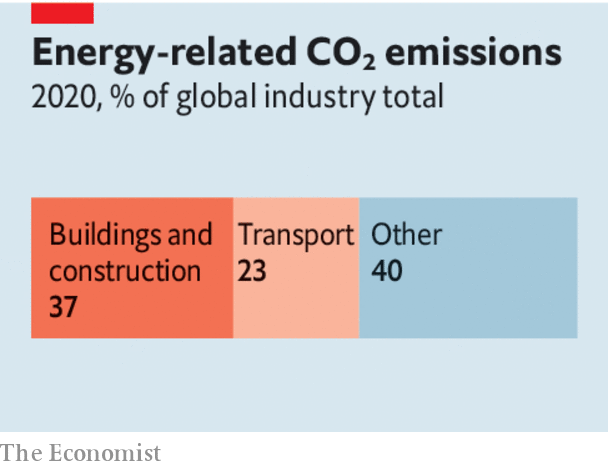 Energy-related CO₂ emissions
2020, % of global industry total
Buildings and
construction
37
Transport
23
Other
40
The Economist